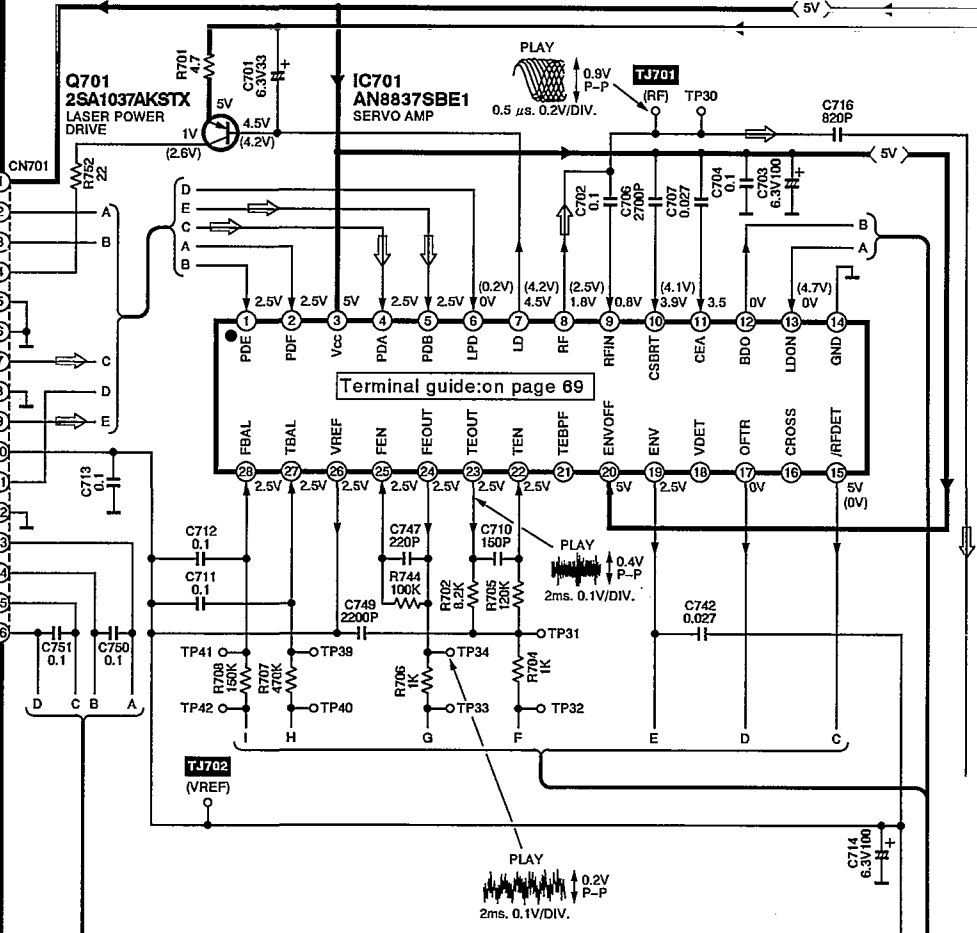 5V
PLAY
0.9V
P-P
0.5 µs. 0.2V/DIV.
TJ701
(RF)
TP30
C716
820P
R701
4.7
C701
6.3V33
Q701
2SA1037AKSTX
LASER POWER
DRIVE
5V
1V
(2.6V)
4.5V
(4.2V)
IC701
AN8837SBE1
SERVO AMP
5V
CN701
R752
22
A
B
C
D
E
D
E
C
A
B
C702
0.1
C706
2700P
C707
0.027
C704
0.1
C703
6.3V100
B
A
2.5V
2.5V
5V
2.5V
2.5V
(0.2V)
0V
(4.2V)
4.5V
(2.5V)
1.8V
0.8V
(4.1V)
3.9V
3.5
0V
(4.7V)
0V
1 2 3 4 5 6 7 8 9 10 11 12 13 14
PDE PDF Vcc PDA PDB LPD LD RF RFIN CSBRT CEA BDO LDON GND
Terminal guide:on page 69
FBAL TBAL VREF FEN FEOUT TEOUT TEN TEBPF ENVOFF ENV VDET OFTR CROSS /RFDET
28 27 26 25 24 23 22 21 20 19 18 17 16 15
2.5V 2.5V 2.5V 2.5V 2.5V 2.5V 2.5V 5V 2.5V 0V 5V
(0V)
C713
0.1
C712
0.1
C711
0.1
C747
220P
R744
100K
C710
150P
R702
8.2K
R705
120K
PLAY
0.4V
P-P
2ms. 0.1V/DIV.
C749
2200P
C742
0.027
TP31
C751
0.1
C750
0.1
TP41
R708
150K
R707
470K
TP39
R706
1K
TP34
R704
1K
TP42
TP40
TP33
TP32
D C B A
I H G F E D C
TJ702
(VREF)
C714
6.3V100
PLAY
0.2V
P-P
2ms. 0.1V/DIV.